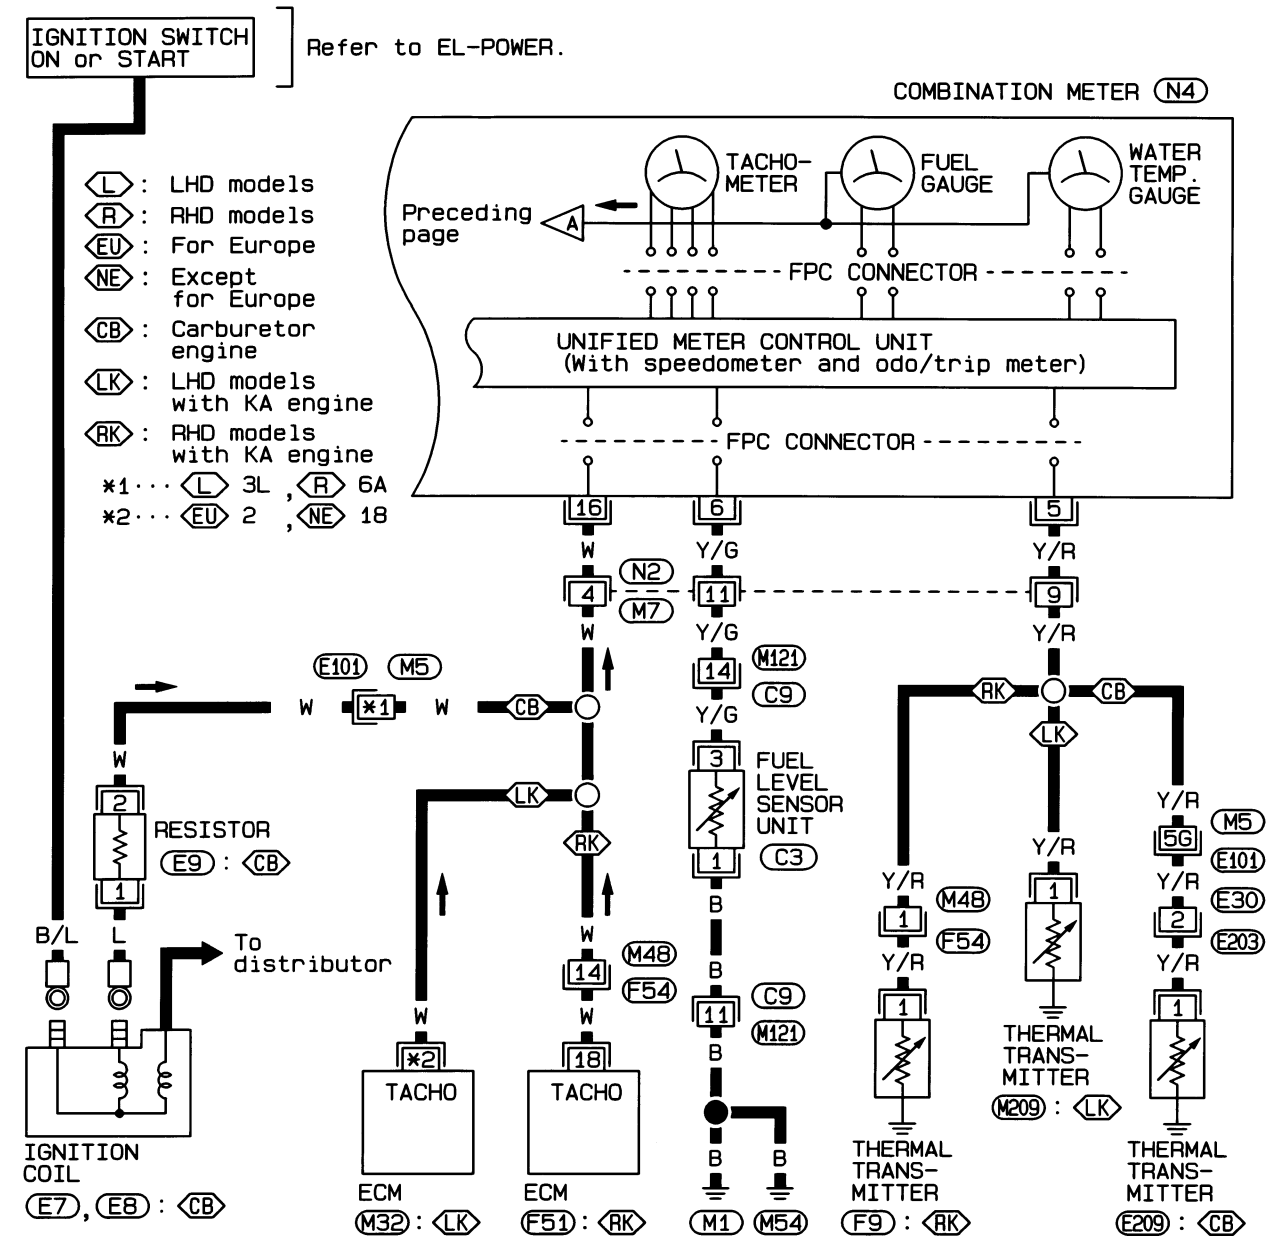 IGNITION SWITCH
ON or START
Refer to EL-POWER.
COMBINATION METER N4
L : LHD models
R : RHD models
EU : For Europe
NE : Except
for Europe
CB : Carburetor
engine
LK : LHD models
with KA engine
RK : RHD models
with KA engine
*1··· L 3L , R 6A
*2··· EU 2 , NE 18
TACHO-
METER
FUEL
GAUGE
WATER
TEMP.
GAUGE
Preceding
page
A
FPC CONNECTOR
UNIFIED METER CONTROL UNIT
(With speedometer and odo/trip meter)
FPC CONNECTOR
16 6 5
W Y/G Y/R
N2
4 11 9
M7
W Y/G Y/R
E101 M5
M121
14
C9
W *1 W CB
Y/G
RK CB
LK
W
3
FUEL
LEVEL
SENSOR
UNIT
C3
1
LK
RK
2
RESISTOR
E9 : CB
1
Y/R
5G
M5
E101
Y/R
Y/R
Y/R
1
1
M48
F54
2
E30
E203
Y/R
Y/R
1
1
B/L L
To
distributor
B
W
M48
14
F54
B
W
W
C9
11
M121
B
*2
18
TACHO
TACHO
THERMAL
TRANS-
MITTER
M209 : LK
IGNITION
COIL
E7 , E8 : CB
ECM
M32 : LK
ECM
F51 : RK
B B
M1 M54
THERMAL
TRANS-
MITTER
F9 : RK
THERMAL
TRANS-
MITTER
E209 : CB